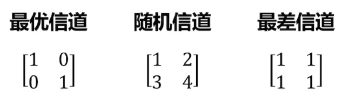 最优信道 随机信道 最差信道
[1 0] [1 2] [1 1]
[0 1] [3 4] [1 1]